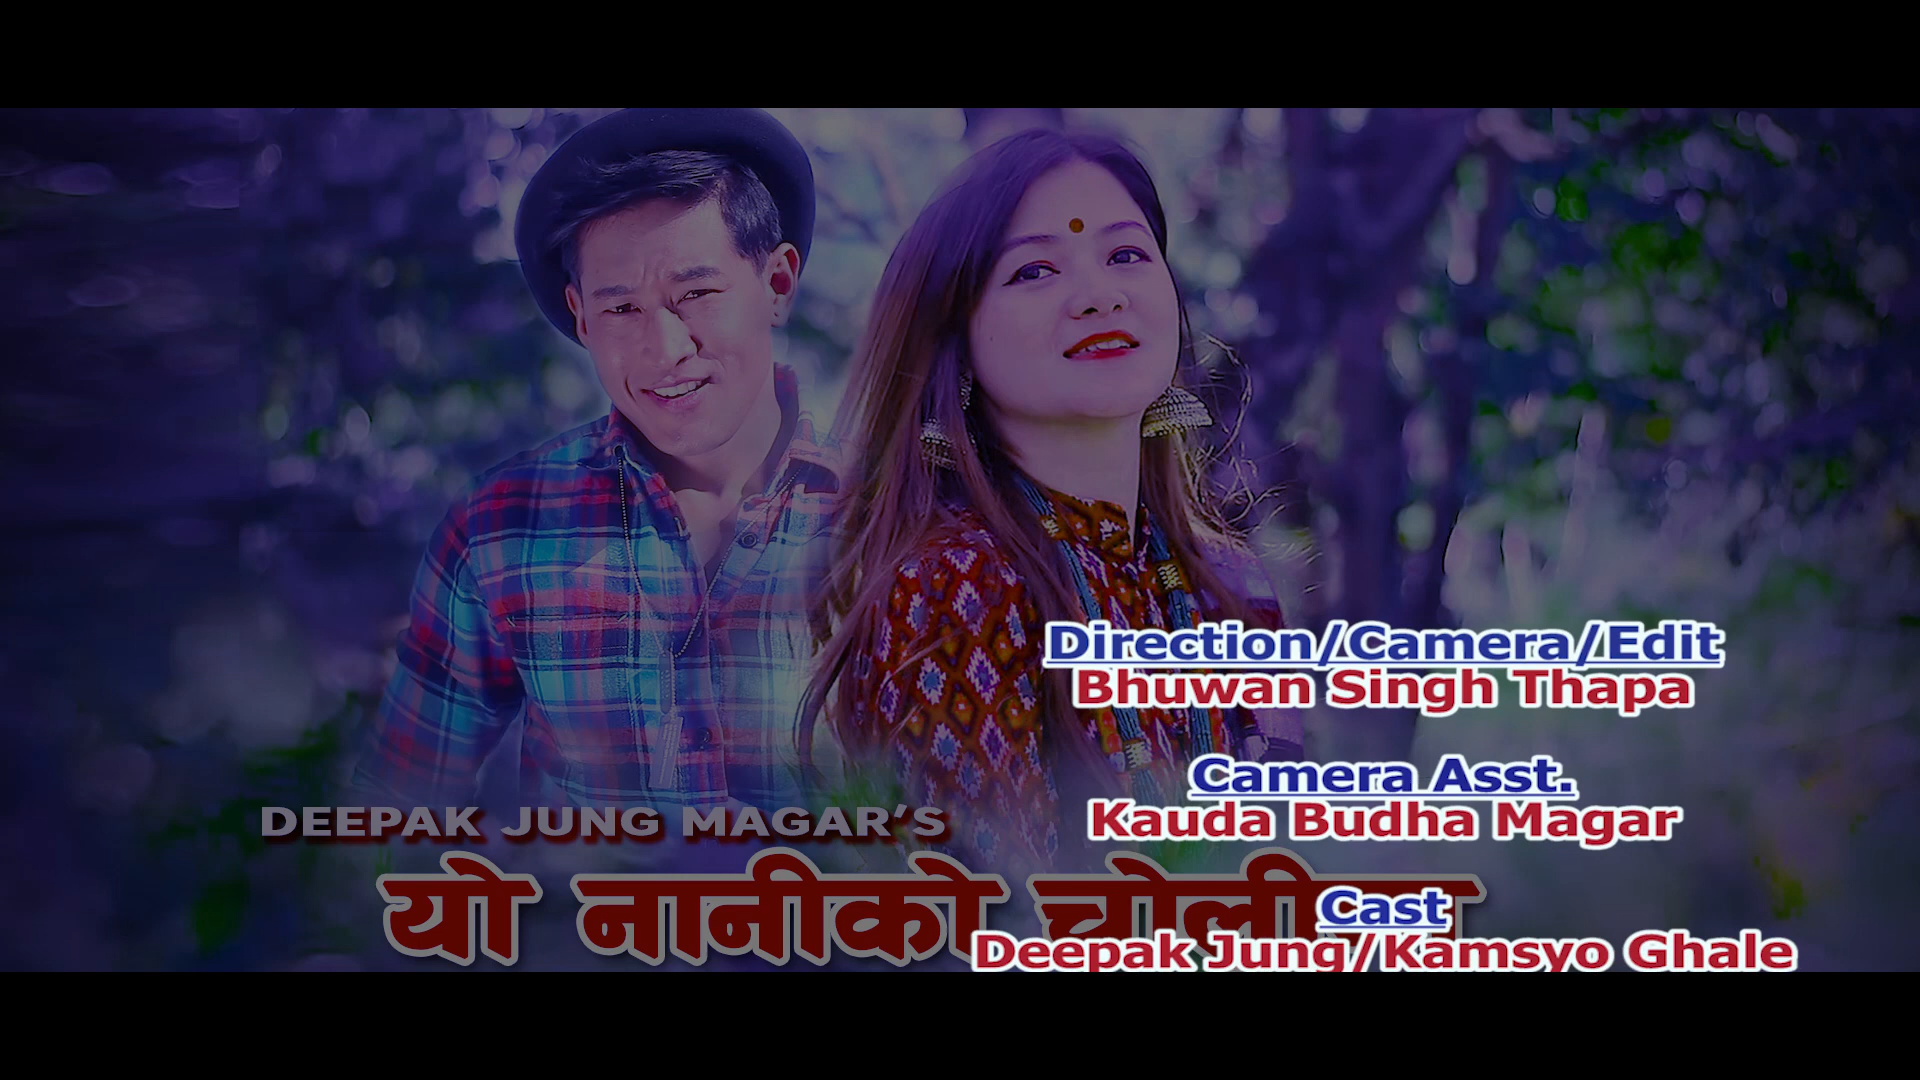 Direction/Camera/Edit
Bhuwan Singh Thapa
Camera Asst.
Kauda Budha Magar
Cast
Deepak Jung/Kamsyo Ghale
DEEPAK JUNG MAGAR'S
यो नानीको